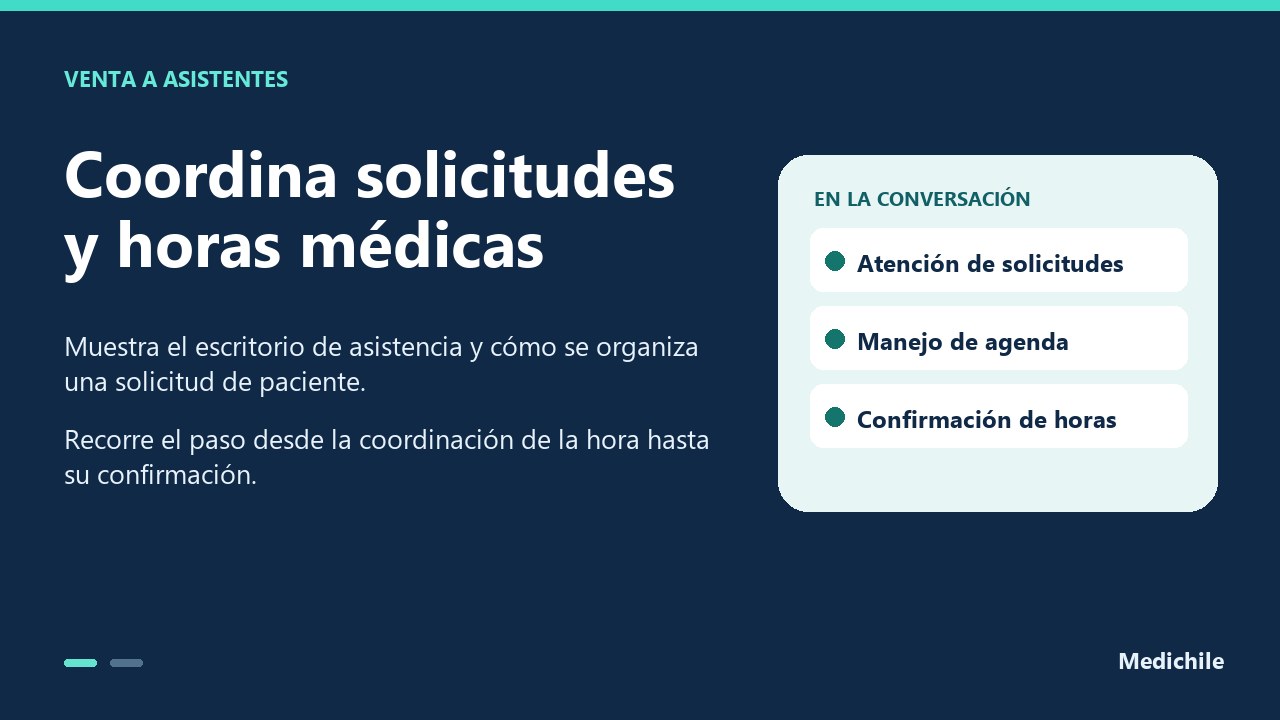 VENTA A ASISTENTES
Coordina solicitudes
y horas médicas
Muestra el escritorio de asistencia y cómo se organiza
una solicitud de paciente.
Recorre el paso desde la coordinación de la hora hasta
su confirmación.
EN LA CONVERSACIÓN
Atención de solicitudes
Manejo de agenda
Confirmación de horas
Medichile